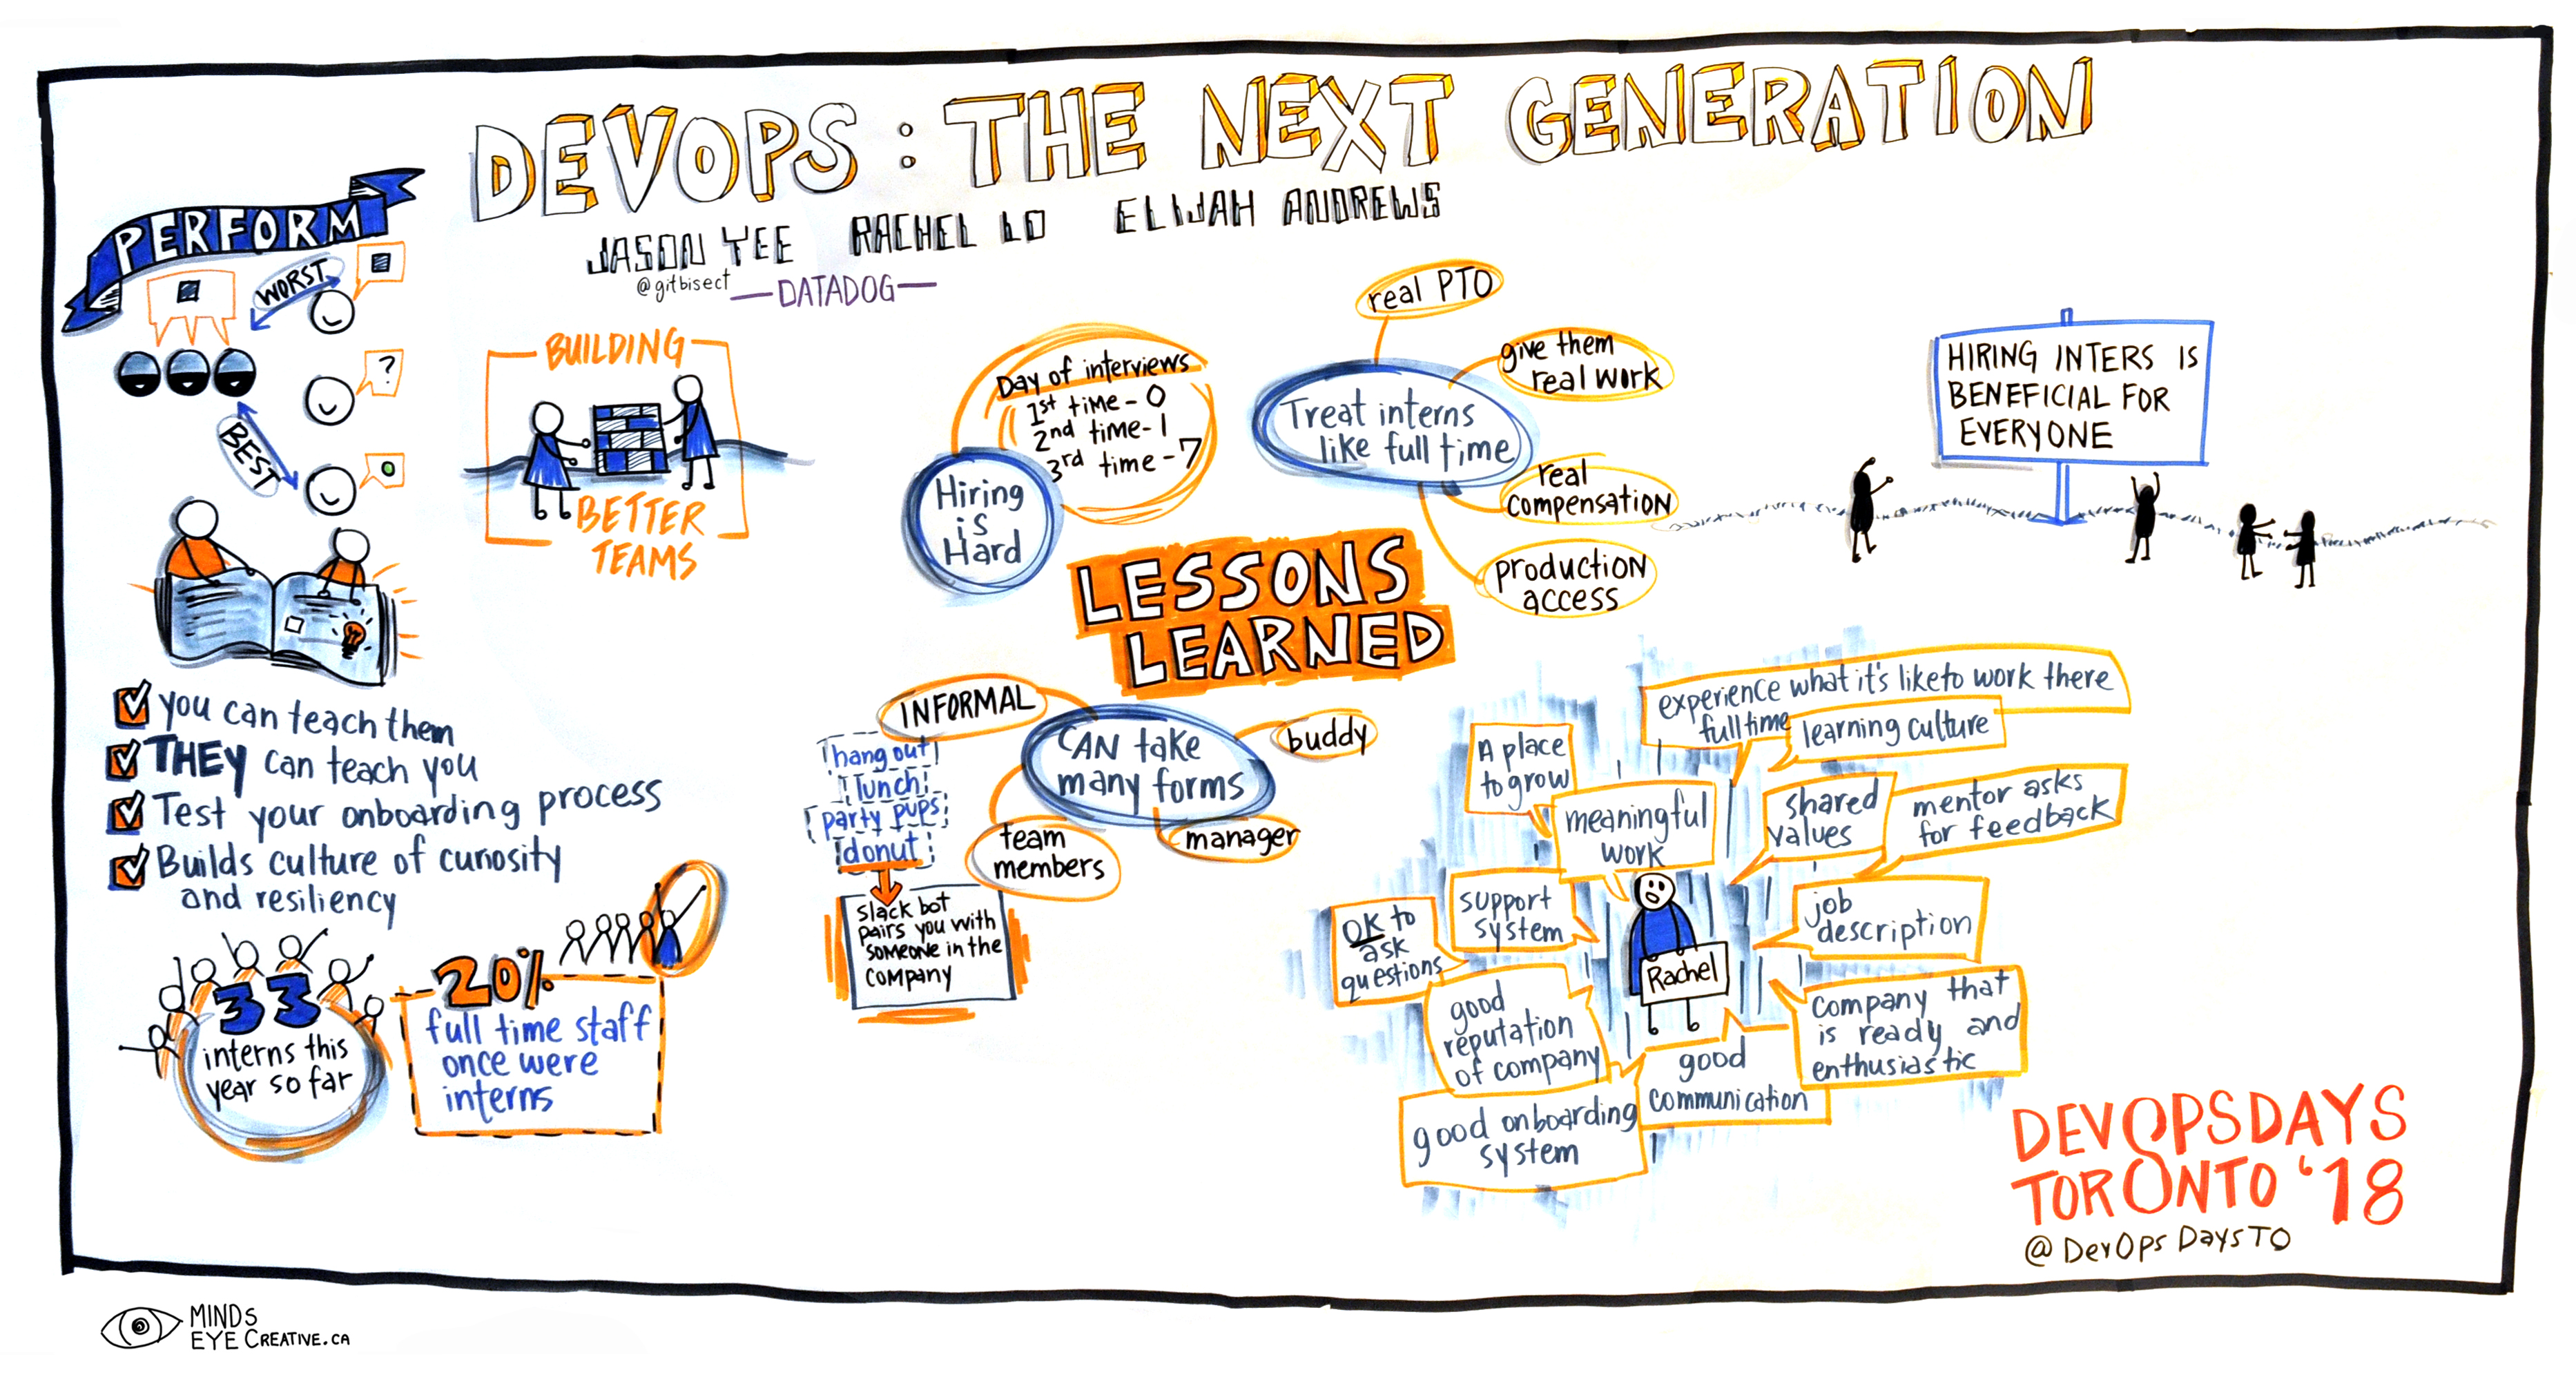 DEVOPS : THE NEXT GENERATION
JASON YEE RACHEL LO ELIJAH ANDREWS
@gitbisect
—DATADOG—
PERFORM
WORST
?
BEST
BUILDING
BETTER
TEAMS
you can teach them
THEY can teach you
Test your onboarding process
Builds culture of curiosity
and resiliency
33
interns this
year so far
20%
full time staff
once were
interns
Day of interviews
1st time - 0
2nd time - 1
3rd time - 7
Hiring
is
Hard
real PTO
give them
real work
Treat interns
like full time
real
compensation
production
access
LESSONS
LEARNED
INFORMAL
hang out
lunch
party pups
donut
slack bot
pairs you with
someone in the
company
CAN take
many forms
buddy
team
members
manager
HIRING INTERS IS
BENEFICIAL FOR
EVERYONE
experience what it's like to work there
full time
learning culture
A place
to grow
meaningful
work
shared
values
mentor asks
for feedback
support
system
OK to
ask
questions
job
description
Rachel
good
reputation
of company
company that
is ready and
enthusiastic
good
communication
good onboarding
system
DEVOPSDAYS
TORONTO '18
@DevOpsDaysTO
MINDS
EYE CREATIVE.CA